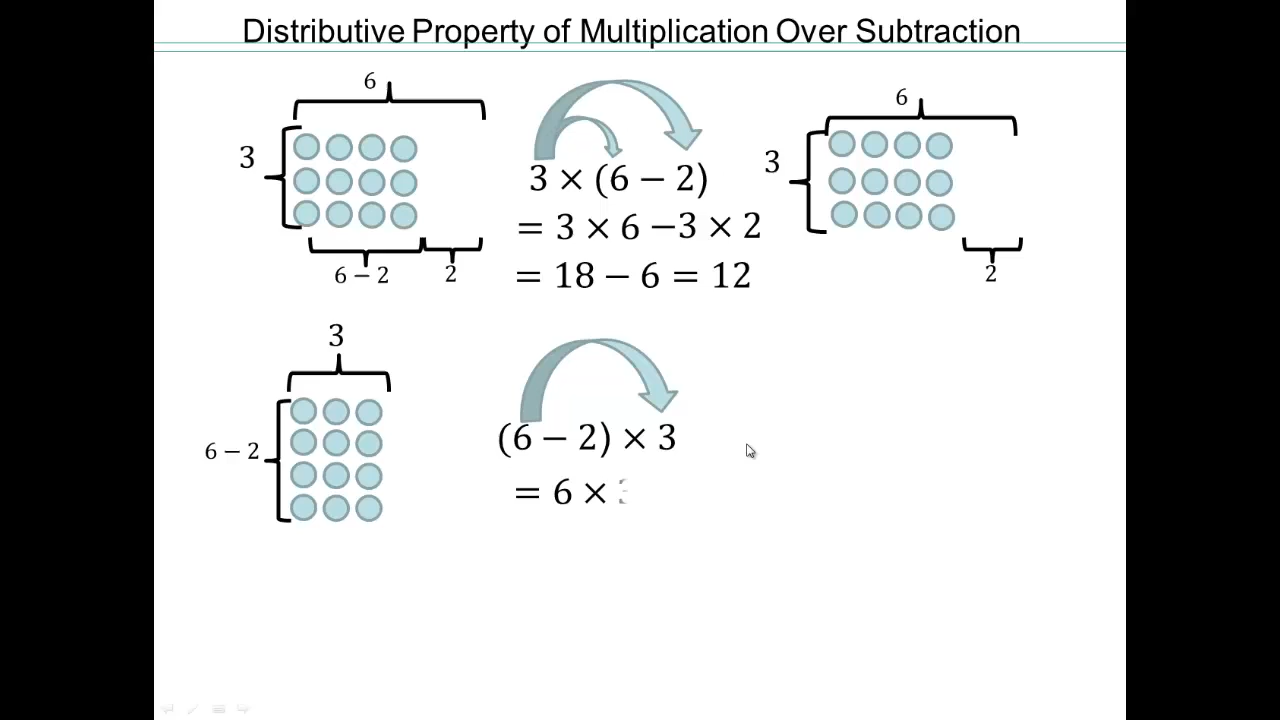 Distributive Property of Multiplication Over Subtraction
6
3
6 − 2
2
3 × (6 − 2)
= 3 × 6 −3 × 2
= 18 − 6 = 12
6
3
2
3
6 − 2
(6 − 2) × 3
= 6 ×